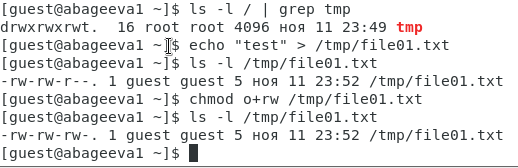 [guest@abageeva1 ~]$ ls -l / | grep tmp
drwxrwxrwt.  16 root root 4096 ноя 11 23:49 tmp
[guest@abageeva1 ~]$ echo "test" > /tmp/file01.txt
[guest@abageeva1 ~]$ ls -l /tmp/file01.txt
-rw-rw-r--. 1 guest guest 5 ноя 11 23:52 /tmp/file01.txt
[guest@abageeva1 ~]$ chmod o+rw /tmp/file01.txt
[guest@abageeva1 ~]$ ls -l /tmp/file01.txt
-rw-rw-rw-. 1 guest guest 5 ноя 11 23:52 /tmp/file01.txt
[guest@abageeva1 ~]$